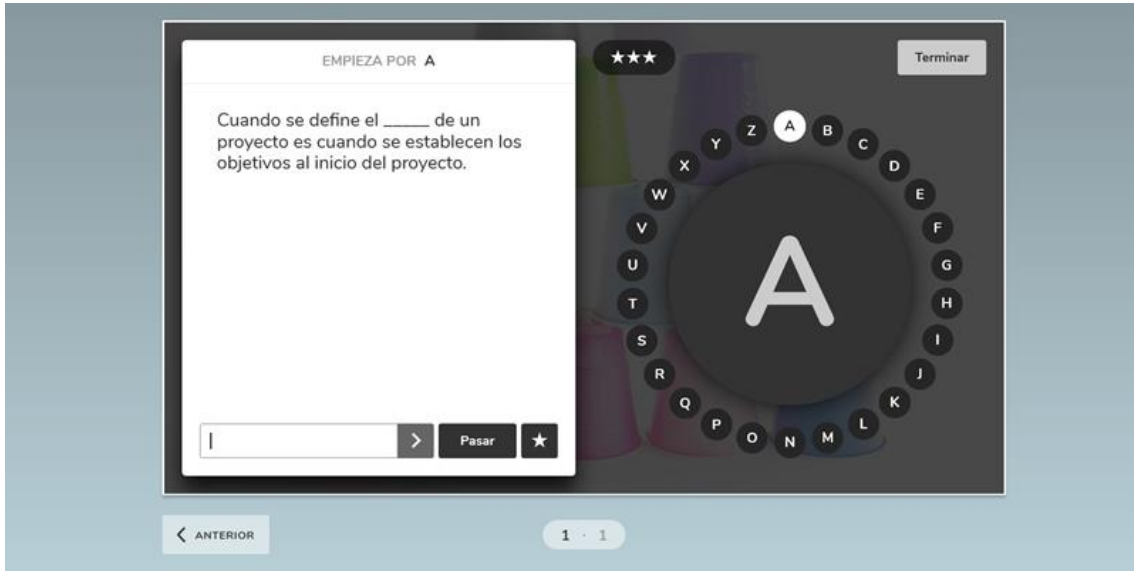 EMPIEZA POR A
★★★
Terminar
Cuando se define el _____ de un
proyecto es cuando se establecen los
objetivos al inicio del proyecto.
A
B
C
D
E
F
G
H
I
J
K
L
M
N
O
P
Q
R
S
T
U
V
W
X
Y
Z
A
Pasar ★
ANTERIOR
1 · 1